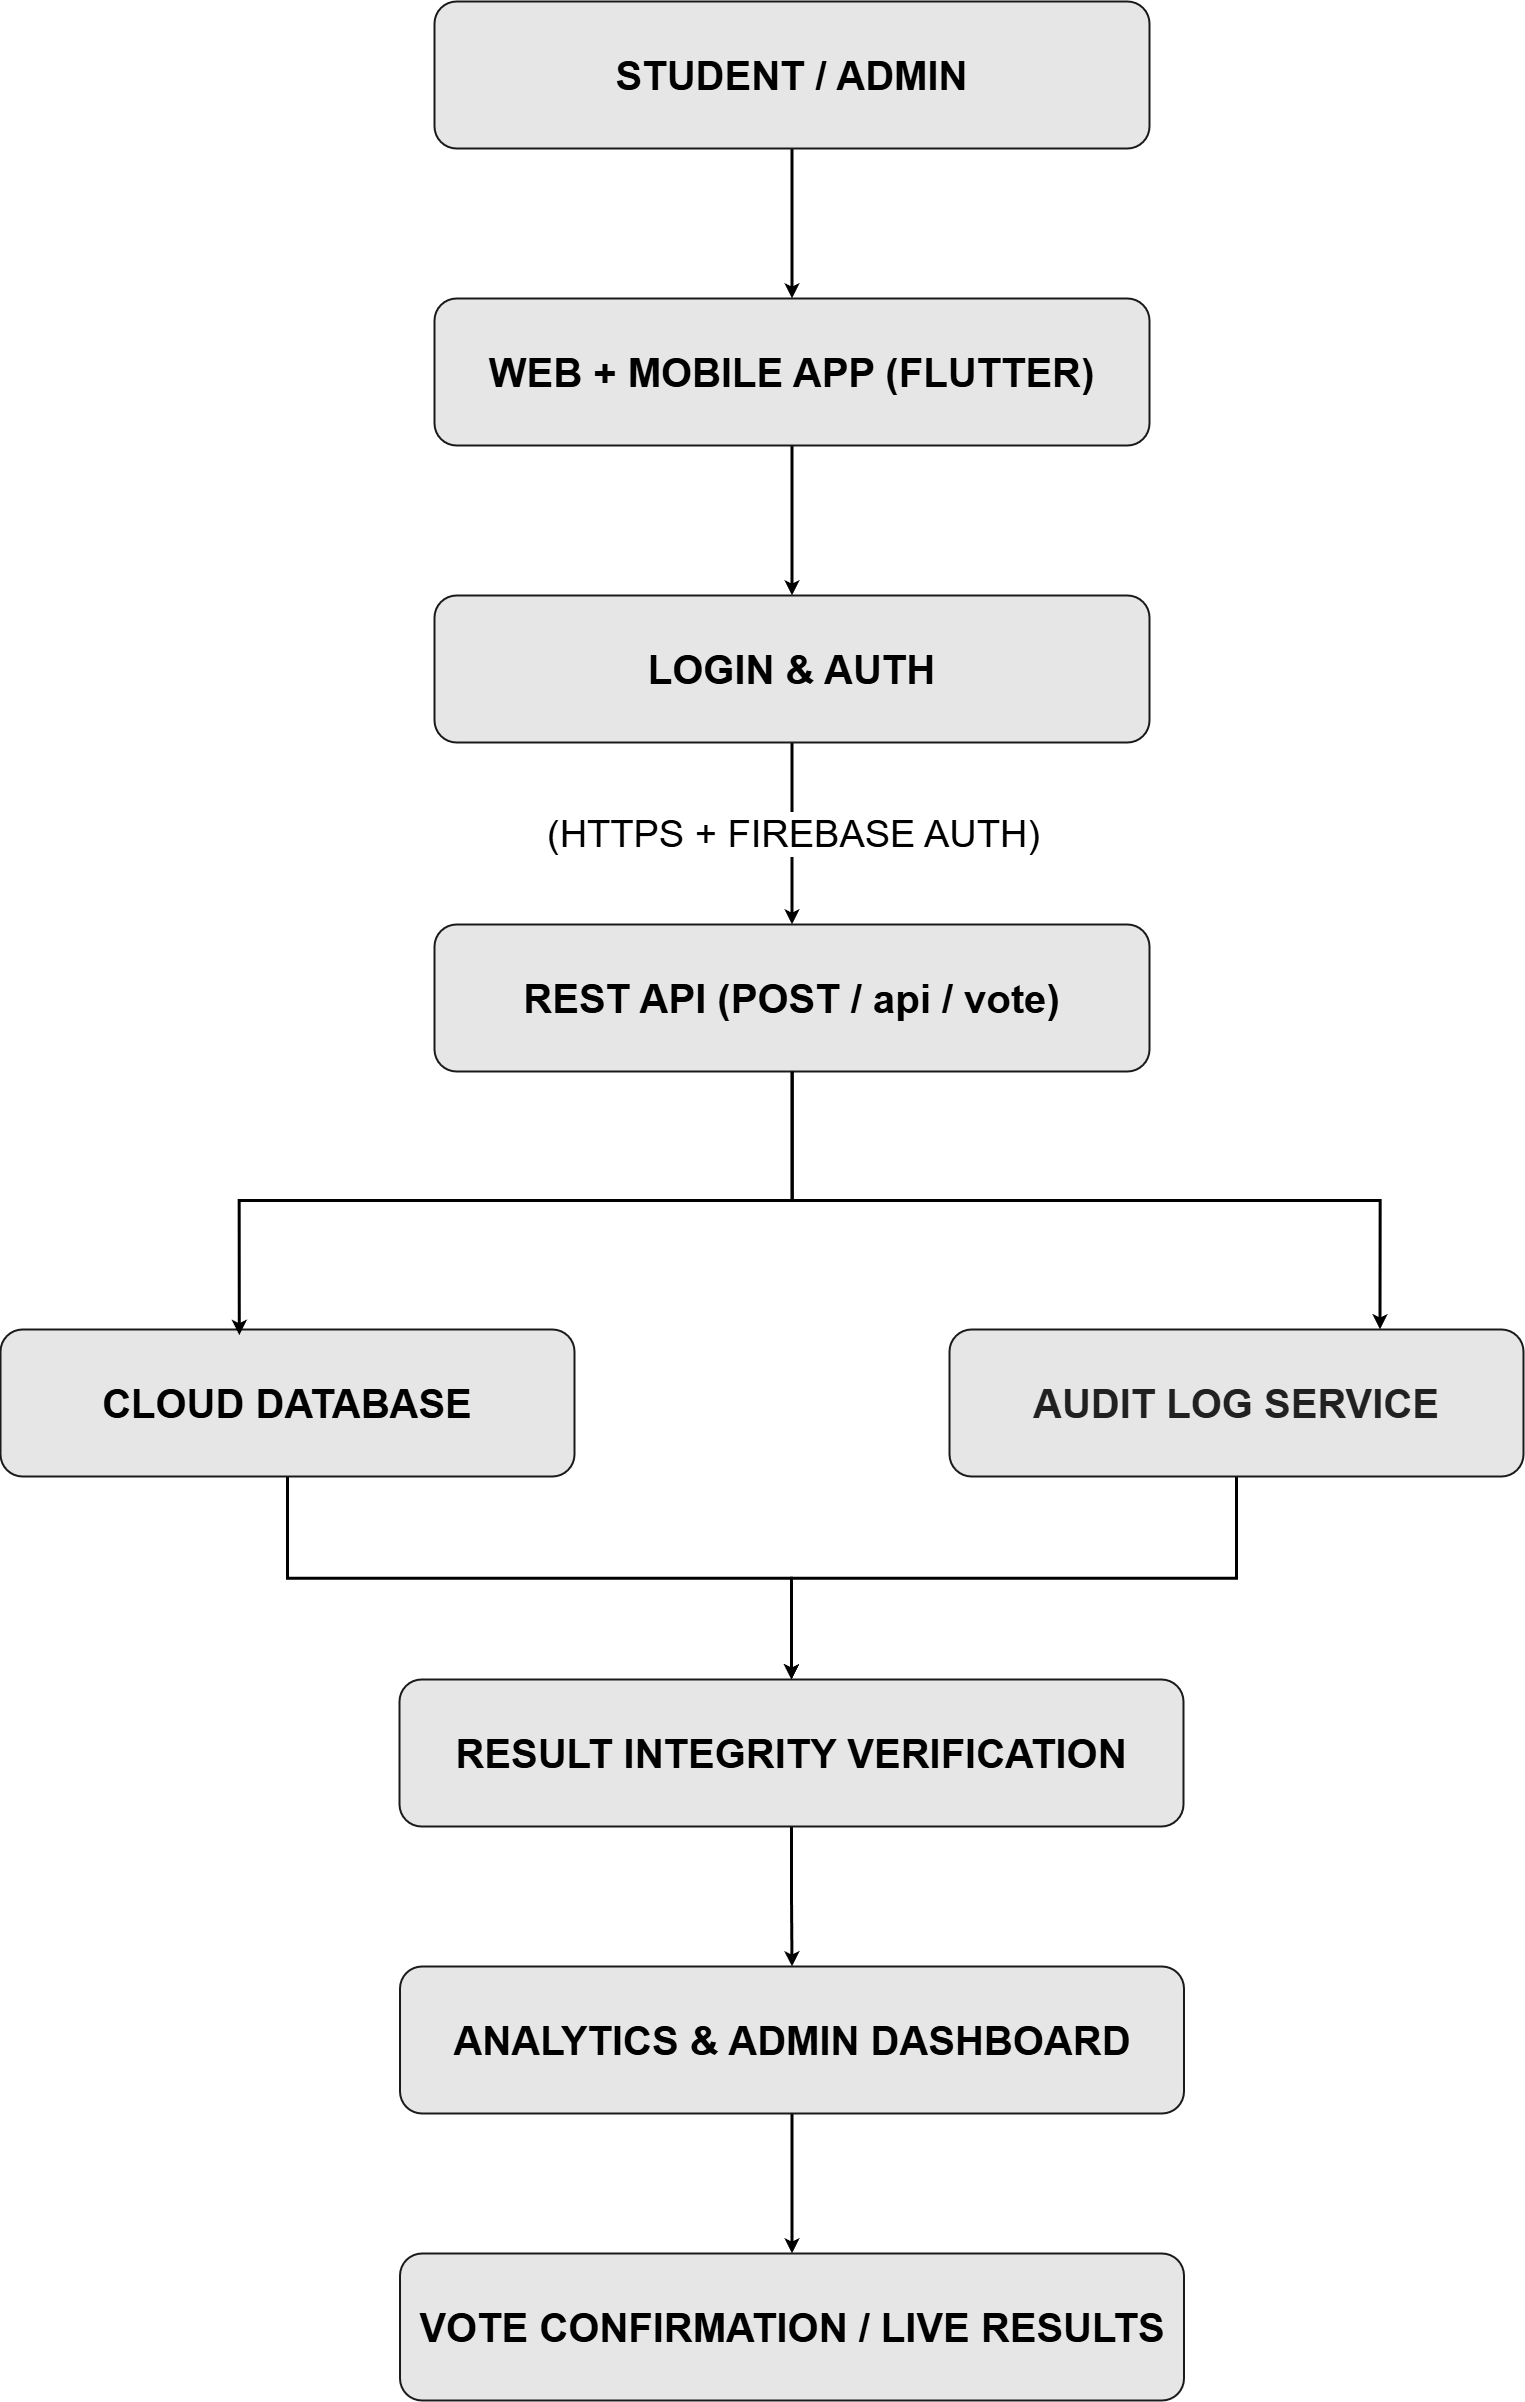 STUDENT / ADMIN
WEB + MOBILE APP (FLUTTER)
LOGIN & AUTH
(HTTPS + FIREBASE AUTH)
REST API (POST / api / vote)
CLOUD DATABASE
AUDIT LOG SERVICE
RESULT INTEGRITY VERIFICATION
ANALYTICS & ADMIN DASHBOARD
VOTE CONFIRMATION / LIVE RESULTS